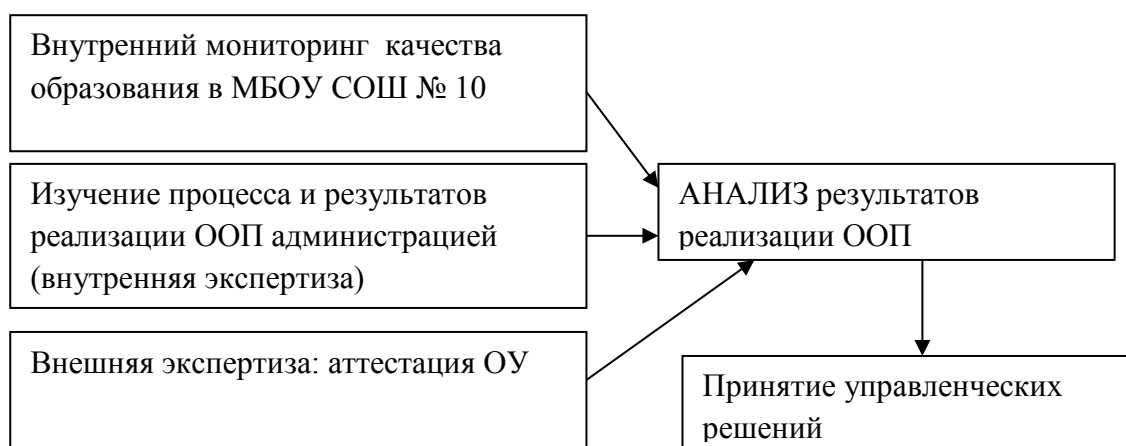 Внутренний мониторинг качества
образования в МБОУ СОШ № 10
Изучение процесса и результатов
реализации ООП администрацией
(внутренняя экспертиза)
Внешняя экспертиза: аттестация ОУ
АНАЛИЗ результатов
реализации ООП
Принятие управленческих
решений